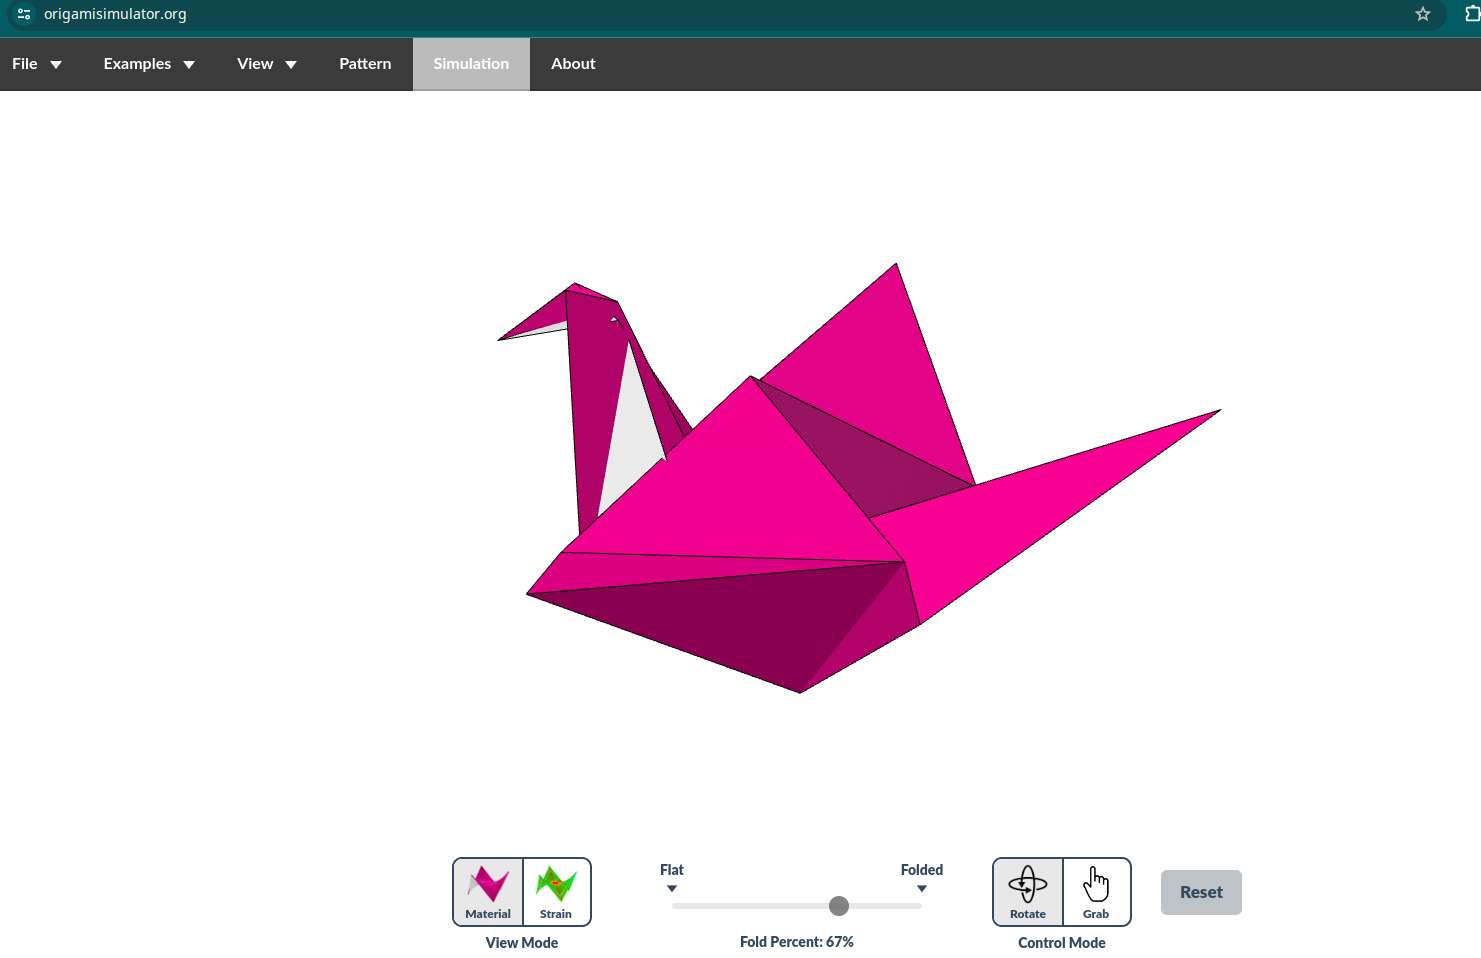 origamisimulator.org
File Examples View Pattern Simulation About
Flat Folded
Material Strain Rotate Grab Reset
View Mode Fold Percent: 67% Control Mode